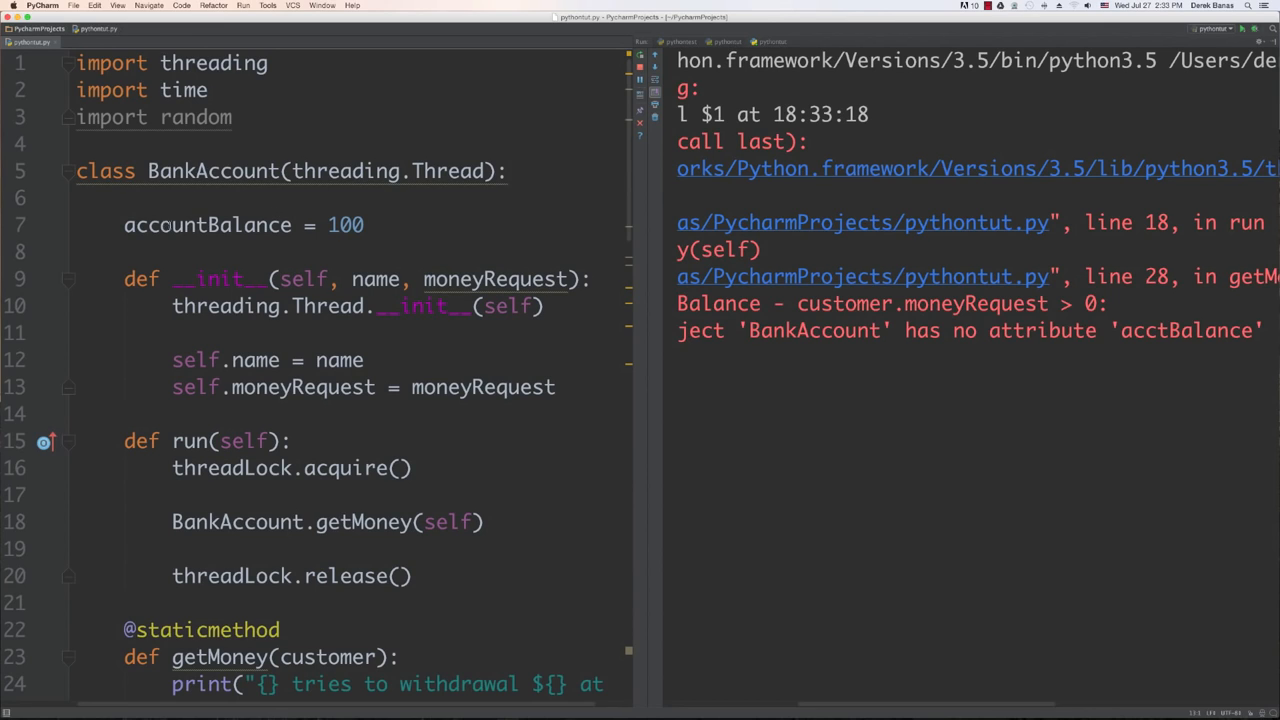 PyCharm File Edit View Navigate Code Refactor Run Tools VCS Window Help
10 Wed Jul 27 2:33 PM Derek Banas
pythontut.py - PycharmProjects - [~/PycharmProjects]
PycharmProjects pythontut.py
pythontut
pythontut.py
Run: pythontest pythontut pythontut
1 import threading
2 import time
3 import random
4
5 class BankAccount(threading.Thread):
6
7 accountBalance = 100
8
9 def __init__(self, name, moneyRequest):
10 threading.Thread.__init__(self)
11
12 self.name = name
13 self.moneyRequest = moneyRequest
14
15 def run(self):
16 threadLock.acquire()
17
18 BankAccount.getMoney(self)
19
20 threadLock.release()
21
22 @staticmethod
23 def getMoney(customer):
24 print("{} tries to withdrawal ${} at
hon.framework/Versions/3.5/bin/python3.5 /Users/de
g:
l $1 at 18:33:18
call last):
orks/Python.framework/Versions/3.5/lib/python3.5/t
as/PycharmProjects/pythontut.py", line 18, in run
y(self)
as/PycharmProjects/pythontut.py", line 28, in getM
Balance - customer.moneyRequest > 0:
ject 'BankAccount' has no attribute 'acctBalance'
LF UTF-8